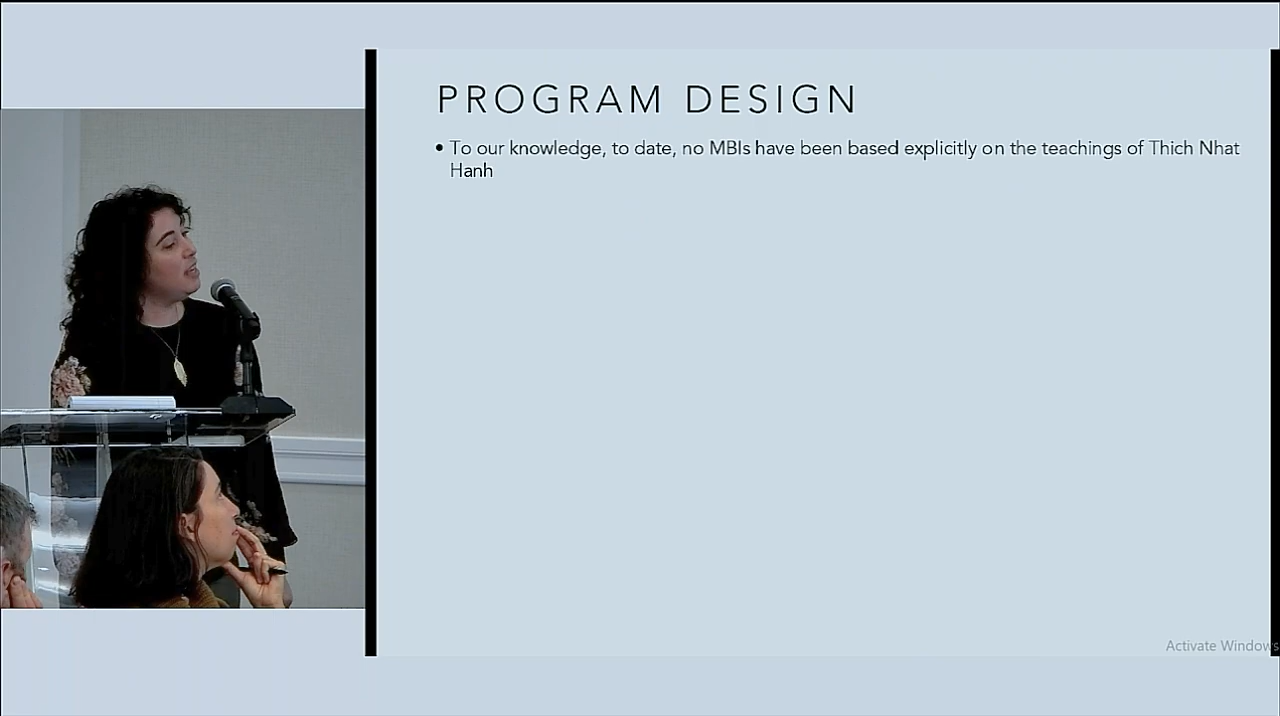 PROGRAM DESIGN
• To our knowledge, to date, no MBIs have been based explicitly on the teachings of Thich Nhat
Hanh
Activate Windows